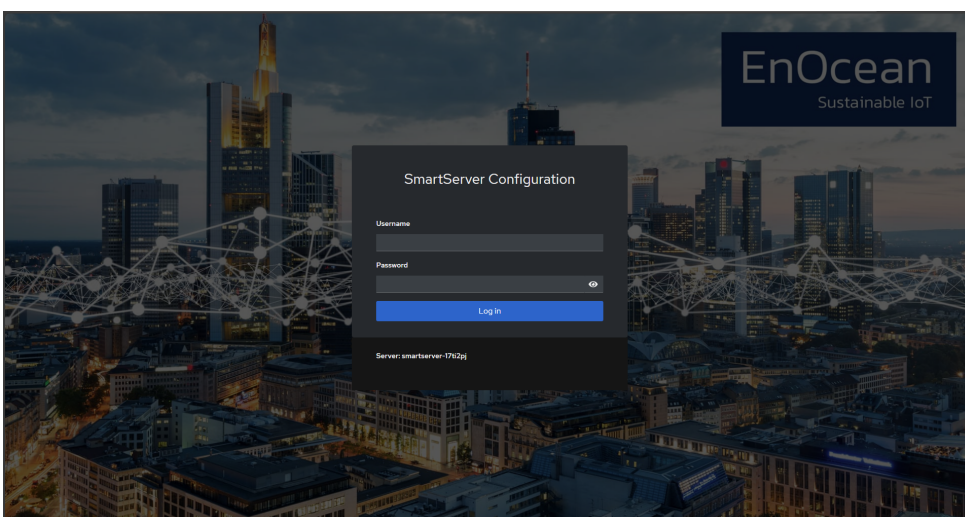 EnOcean
Sustainable IoT
SmartServer Configuration
Username
Password
Log in
Server: smartserver-17ti2pj